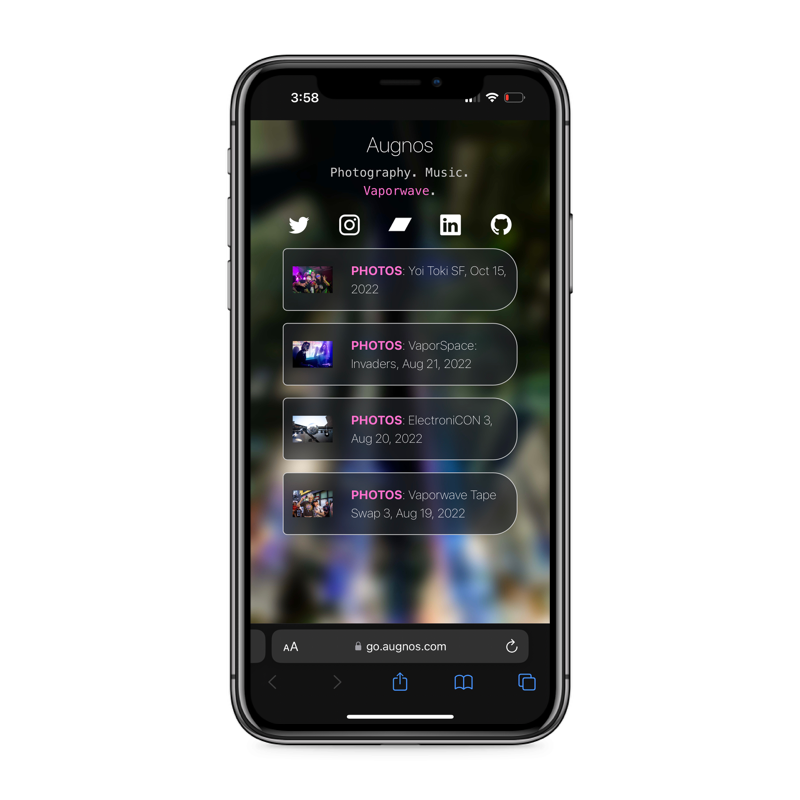 3:58
Augnos
Photography. Music.
Vaporwave.
PHOTOS: Yoi Toki SF, Oct 15,
2022
PHOTOS: VaporSpace:
Invaders, Aug 21, 2022
PHOTOS: ElectroniCON 3,
Aug 20, 2022
PHOTOS: Vaporwave Tape
Swap 3, Aug 19, 2022
AA go.augnos.com